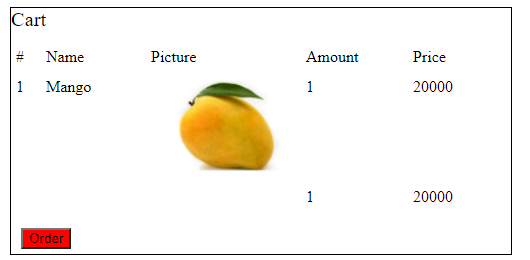 Cart
# Name Picture Amount Price
1 Mango 1 20000
1 20000
Order